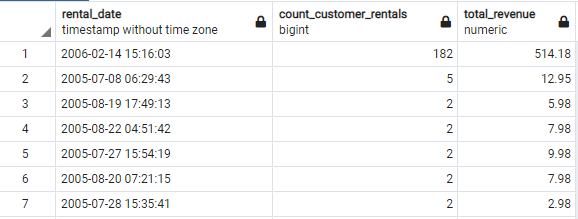 rental_date count_customer_rentals total_revenue
timestamp without time zone bigint numeric
1 2006-02-14 15:16:03 182 514.18
2 2005-07-08 06:29:43 5 12.95
3 2005-08-19 17:49:13 2 5.98
4 2005-08-22 04:51:42 2 7.98
5 2005-07-27 15:54:19 2 9.98
6 2005-08-20 07:21:15 2 7.98
7 2005-07-28 15:35:41 2 2.98